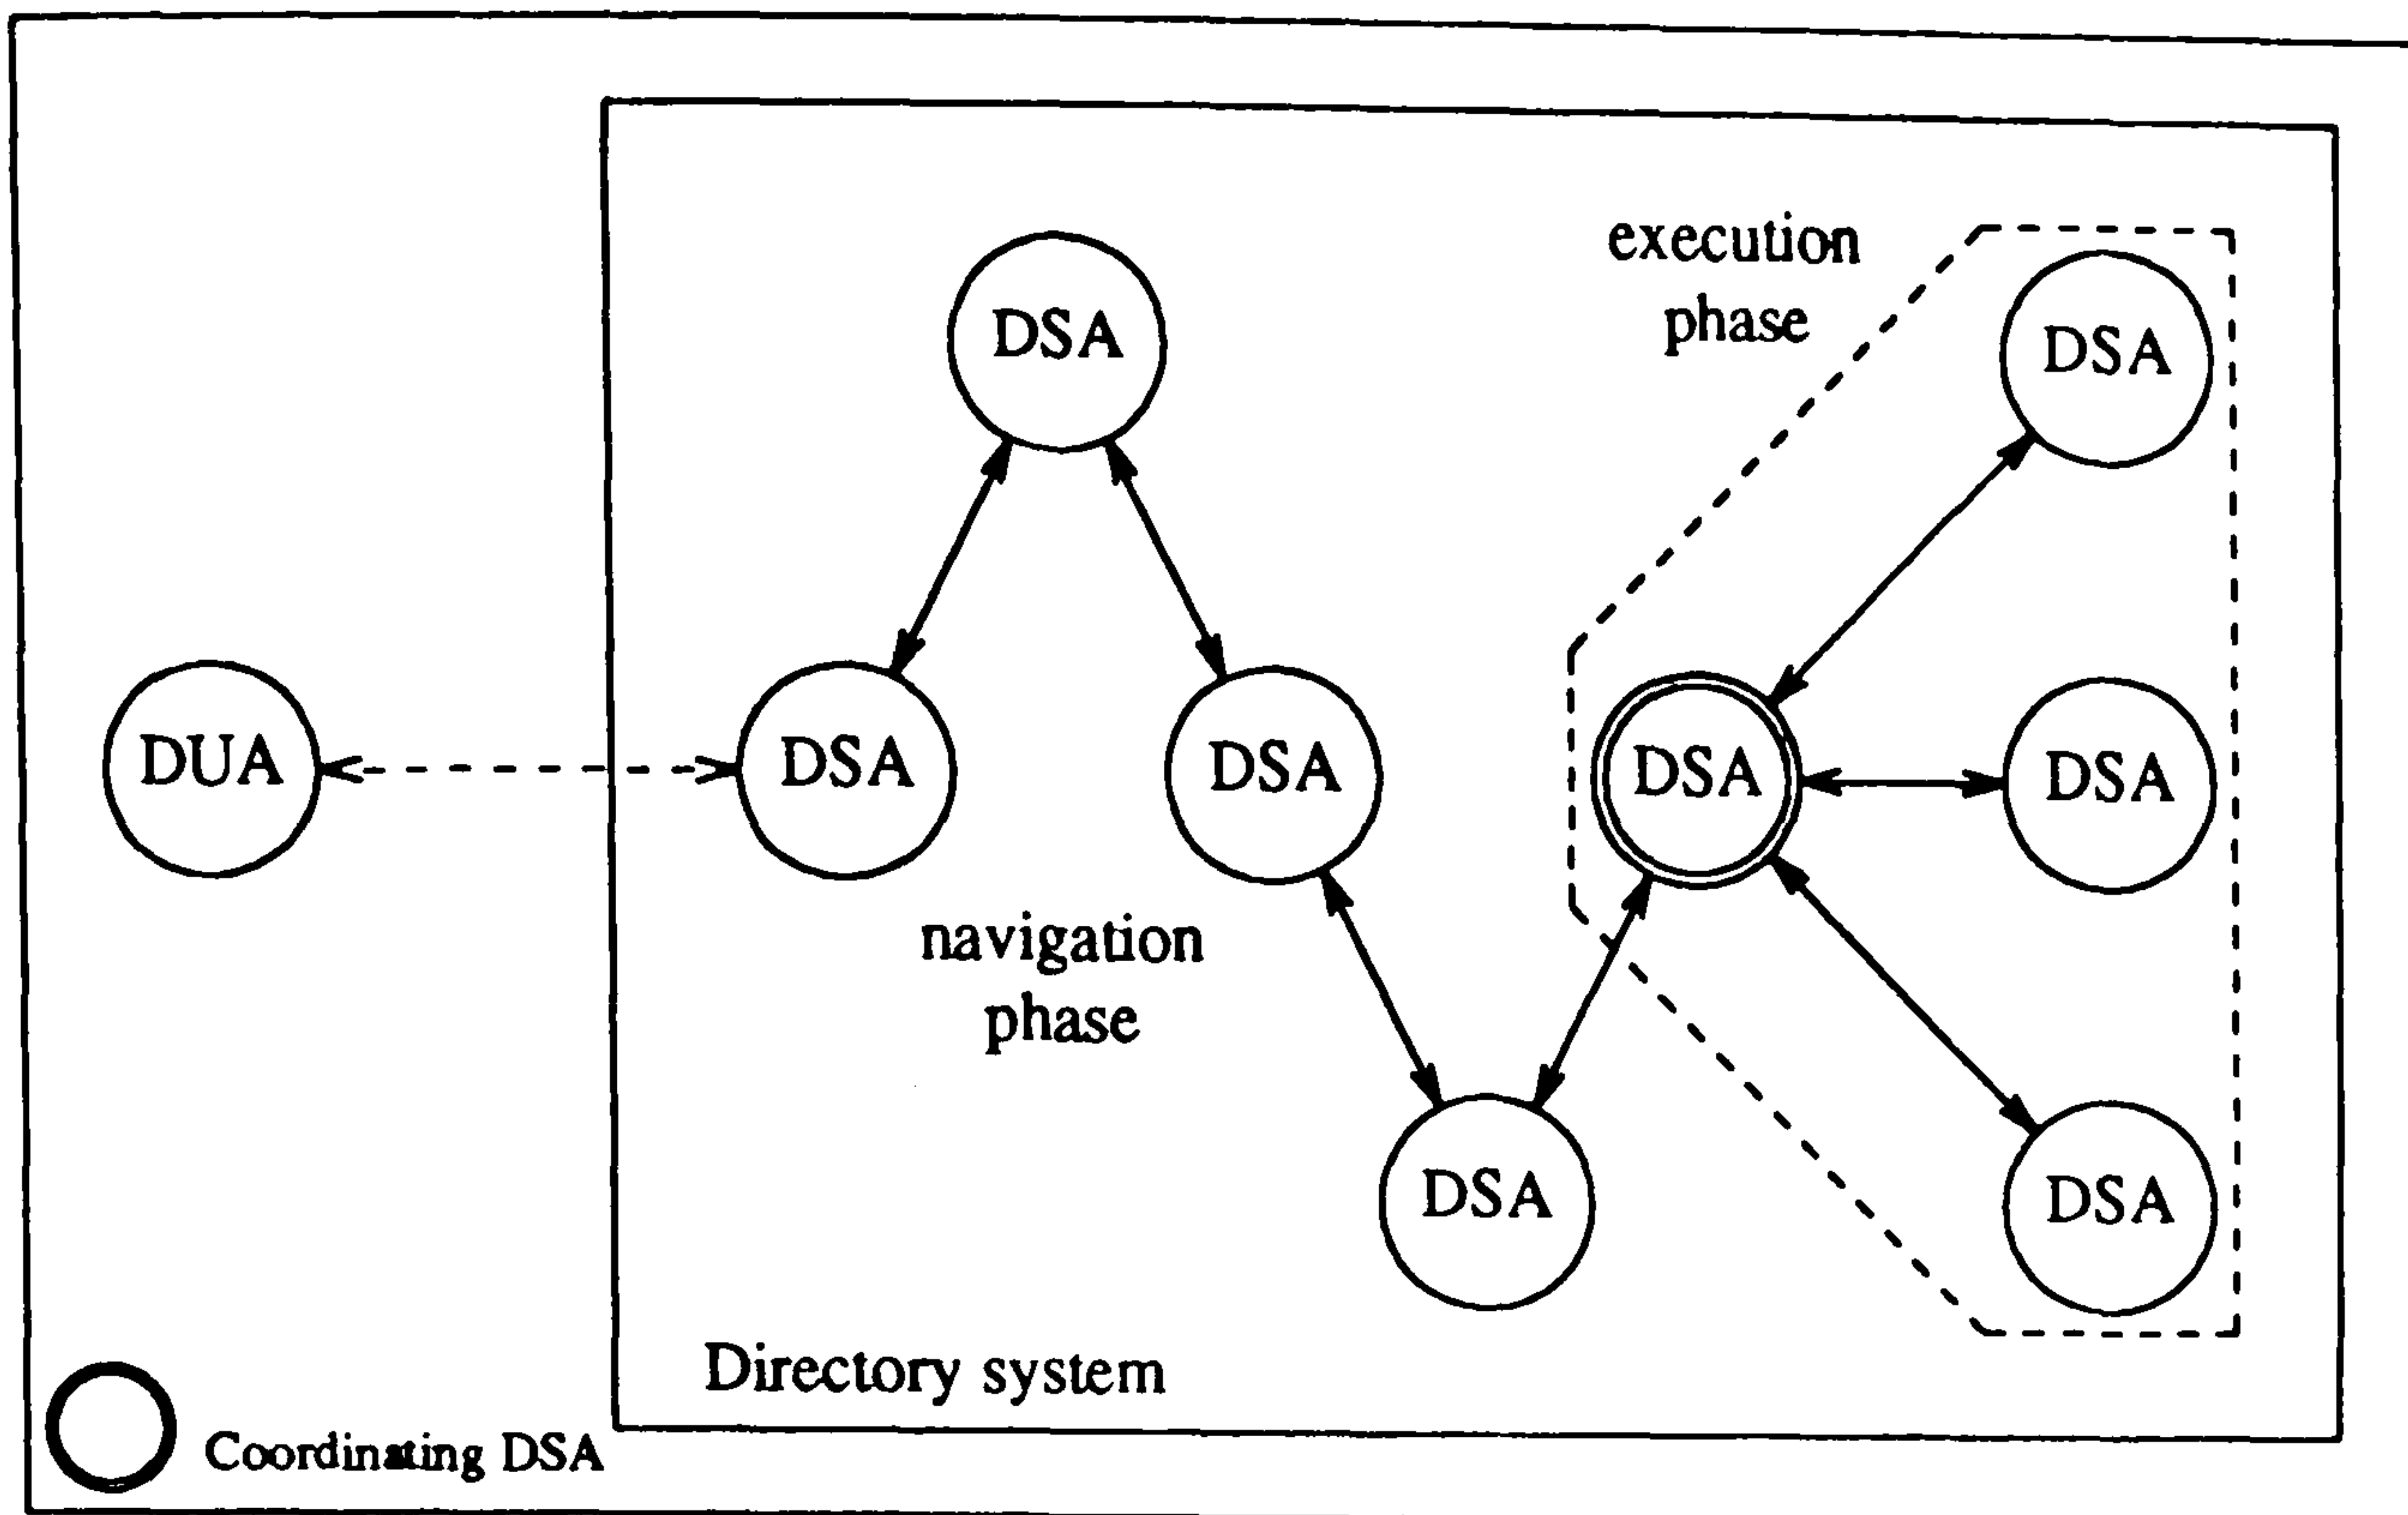 execution
phase
DSA
DSA
DUA
DSA
DSA
DSA
DSA
navigation
phase
DSA
DSA
Directory system
Coordinating DSA